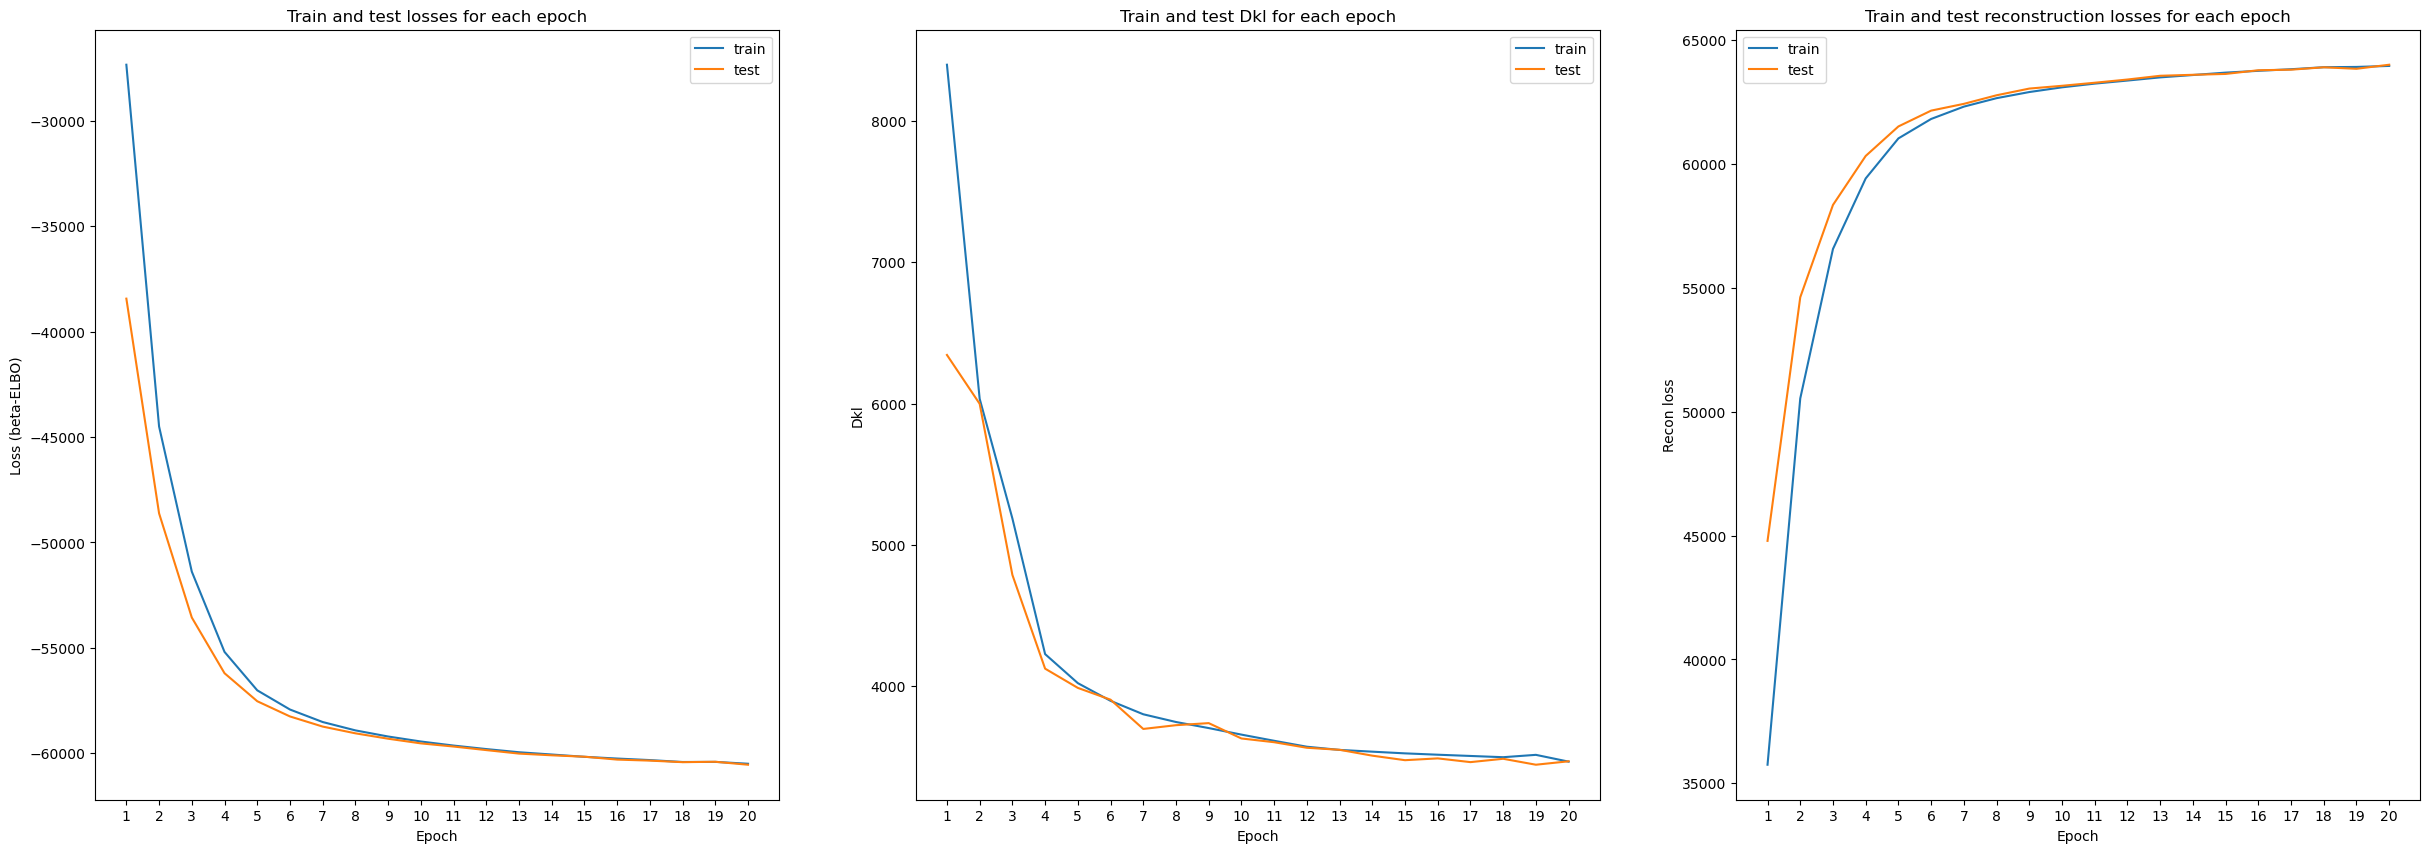 Train and test losses for each epoch
train
test
−30000
−35000
−40000
−45000
−50000
−55000
−60000
Loss (beta-ELBO)
1 2 3 4 5 6 7 8 9 10 11 12 13 14 15 16 17 18 19 20
Epoch
Train and test Dkl for each epoch
train
test
8000
7000
6000
5000
4000
Dkl
1 2 3 4 5 6 7 8 9 10 11 12 13 14 15 16 17 18 19 20
Epoch
Train and test reconstruction losses for each epoch
train
test
65000
60000
55000
50000
45000
40000
35000
Recon loss
1 2 3 4 5 6 7 8 9 10 11 12 13 14 15 16 17 18 19 20
Epoch